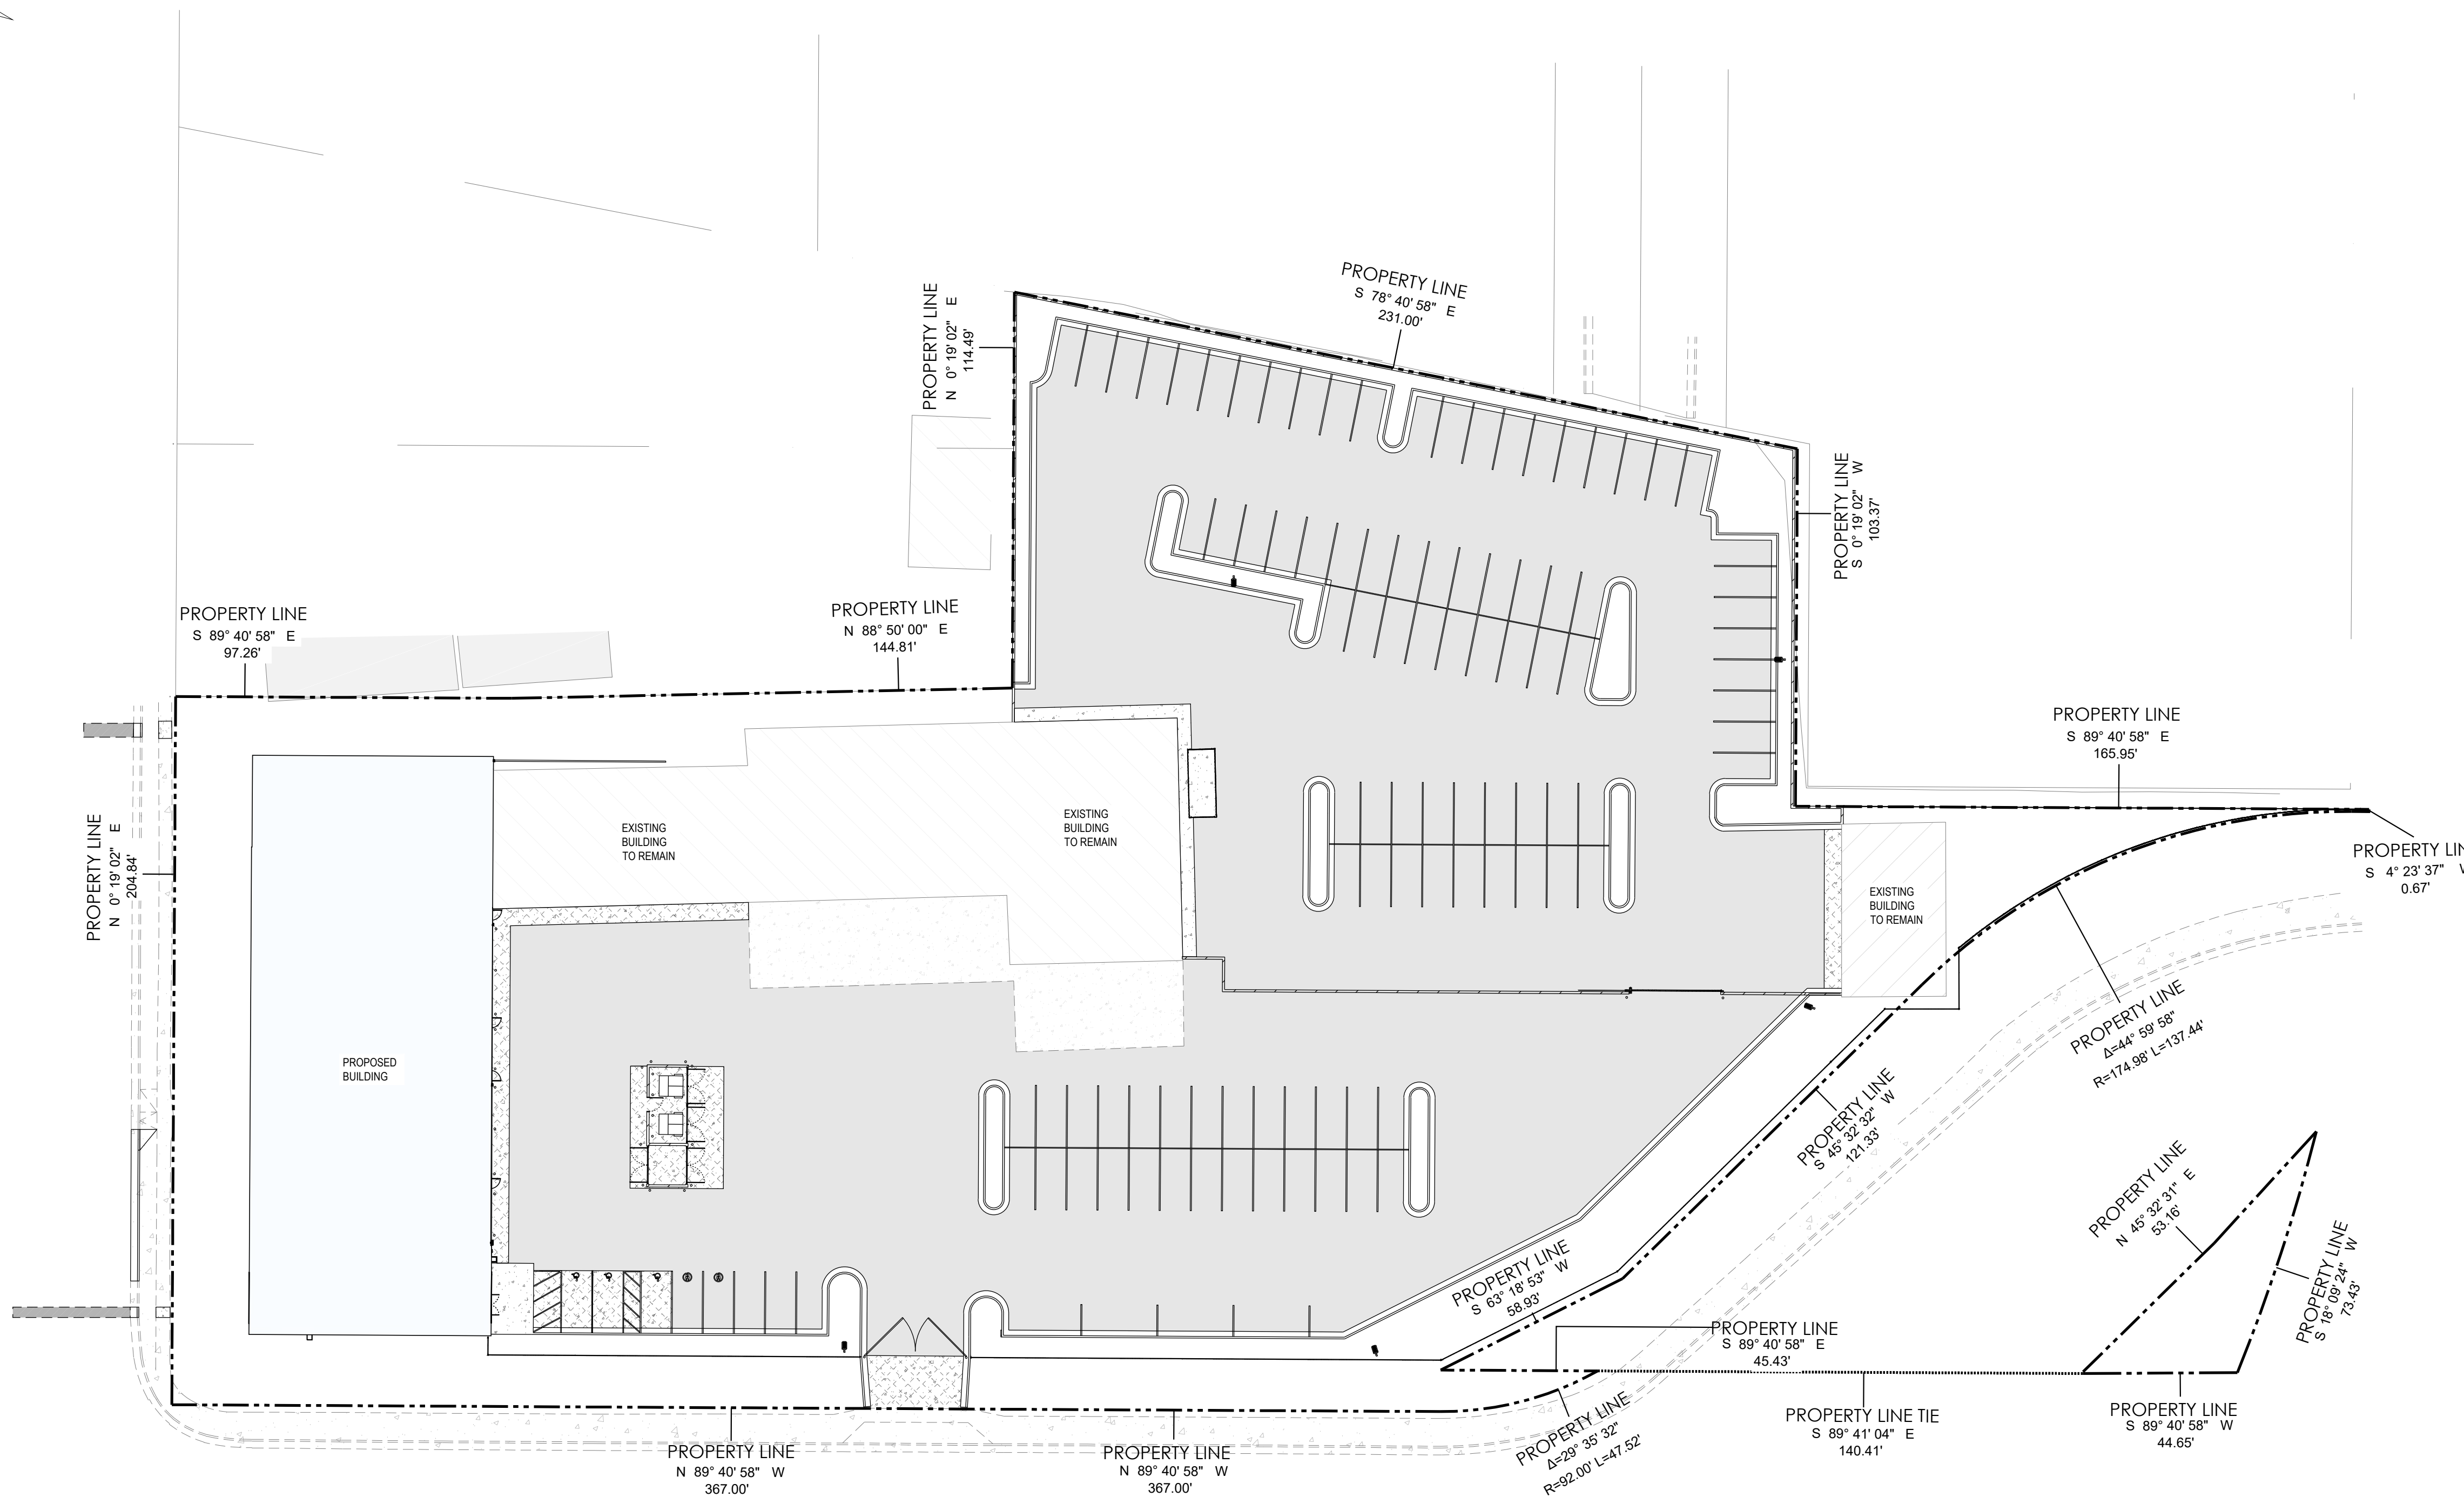 PROPERTY LINE
S 78° 40' 58" E
231.00'
PROPERTY LINE
N 0° 19' 02" E
114.49'
PROPERTY LINE
S 0° 19' 02" W
103.37'
PROPERTY LINE
S 89° 40' 58" E
97.26'
PROPERTY LINE
N 88° 50' 00" E
144.81'
PROPERTY LINE
S 89° 40' 58" E
165.95'
PROPERTY LINE
N 0° 19' 02" E
204.84'
EXISTING
BUILDING
TO REMAIN
EXISTING
BUILDING
TO REMAIN
EXISTING
BUILDING
TO REMAIN
PROPERTY LIN
S 4° 23' 37" W
0.67'
PROPOSED
BUILDING
PROPERTY LINE
Δ=44° 59' 58"
R=174.98' L=137.44'
PROPERTY LINE
S 45° 32' 32" W
121.33'
PROPERTY LINE
N 45° 32' 31" E
53.16'
PROPERTY LINE
S 18° 09' 24" W
73.43'
PROPERTY LINE
S 63° 18' 53" W
58.93'
PROPERTY LINE
S 89° 40' 58" E
45.43'
PROPERTY LINE
N 89° 40' 58" W
367.00'
PROPERTY LINE
N 89° 40' 58" W
367.00'
PROPERTY LINE
Δ=29° 35' 32"
R=92.00' L=47.52'
PROPERTY LINE TIE
S 89° 41' 04" E
140.41'
PROPERTY LINE
S 89° 40' 58" W
44.65'